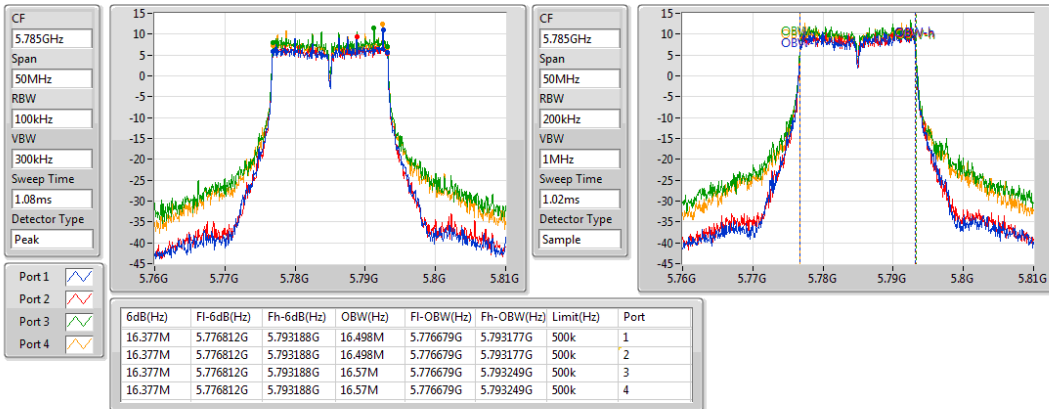 CF
5.785GHz
Span
50MHz
RBW
100kHz
VBW
300kHz
Sweep Time
1.08ms
Detector Type
Peak
Port 1
Port 2
Port 3
Port 4
15
10
5
0
-5
-10
-15
-20
-25
-30
-35
-40
-45
5.76G 5.77G 5.78G 5.79G 5.8G 5.81G
CF
5.785GHz
Span
50MHz
RBW
200kHz
VBW
1MHz
Sweep Time
1.02ms
Detector Type
Sample
15
10
5
0
-5
-10
-15
-20
-25
-30
-35
-40
-45
5.76G 5.77G 5.78G 5.79G 5.8G 5.81G
6dB(Hz) Fl-6dB(Hz) Fh-6dB(Hz) OBW(Hz) Fl-OBW(Hz) Fh-OBW(Hz) Limit(Hz) Port
16.377M 5.776812G 5.793188G 16.498M 5.776679G 5.793177G 500k 1
16.377M 5.776812G 5.793188G 16.498M 5.776679G 5.793177G 500k 2
16.377M 5.776812G 5.793188G 16.57M 5.776679G 5.793249G 500k 3
16.377M 5.776812G 5.793188G 16.57M 5.776679G 5.793249G 500k 4